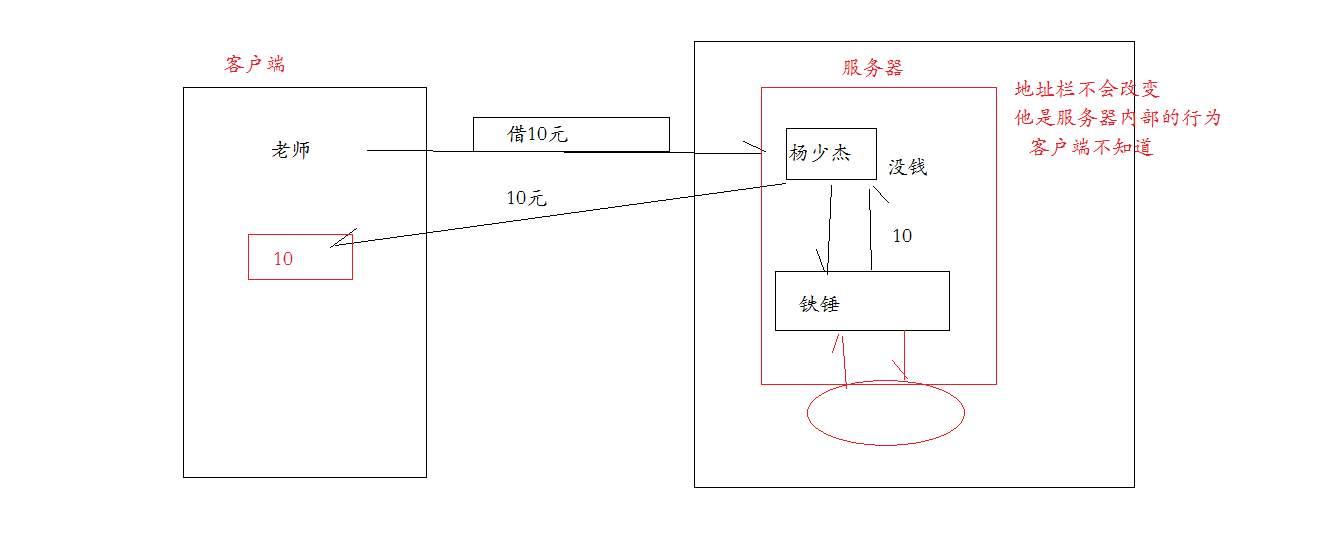 客户端
服务器
地址栏不会改变
他是服务器内部的行为
客户端不知道
老师
借10元
杨少杰
没钱
10元
10
10
铁锤